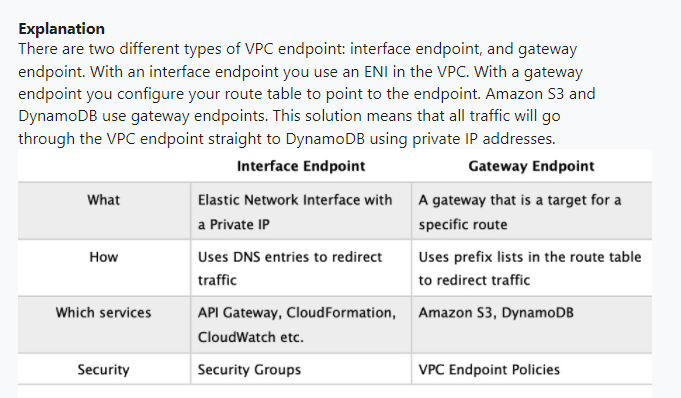 Explanation
There are two different types of VPC endpoint: interface endpoint, and gateway
endpoint. With an interface endpoint you use an ENI in the VPC. With a gateway
endpoint you configure your route table to point to the endpoint. Amazon S3 and
DynamoDB use gateway endpoints. This solution means that all traffic will go
through the VPC endpoint straight to DynamoDB using private IP addresses.
Interface Endpoint Gateway Endpoint
What Elastic Network Interface with A gateway that is a target for a
a Private IP specific route
How Uses DNS entries to redirect Uses prefix lists in the route table
traffic to redirect traffic
Which services API Gateway, CloudFormation, Amazon S3, DynamoDB
CloudWatch etc.
Security Security Groups VPC Endpoint Policies